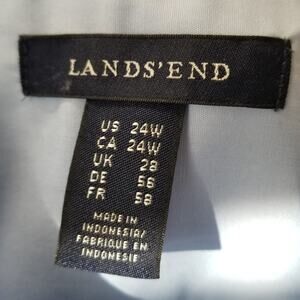 LANDS' END
US 24W
CA 24W
UK 28
DE 56
FR 58
MADE IN
INDONESIA/
FABRIQUE EN
INDONESIE